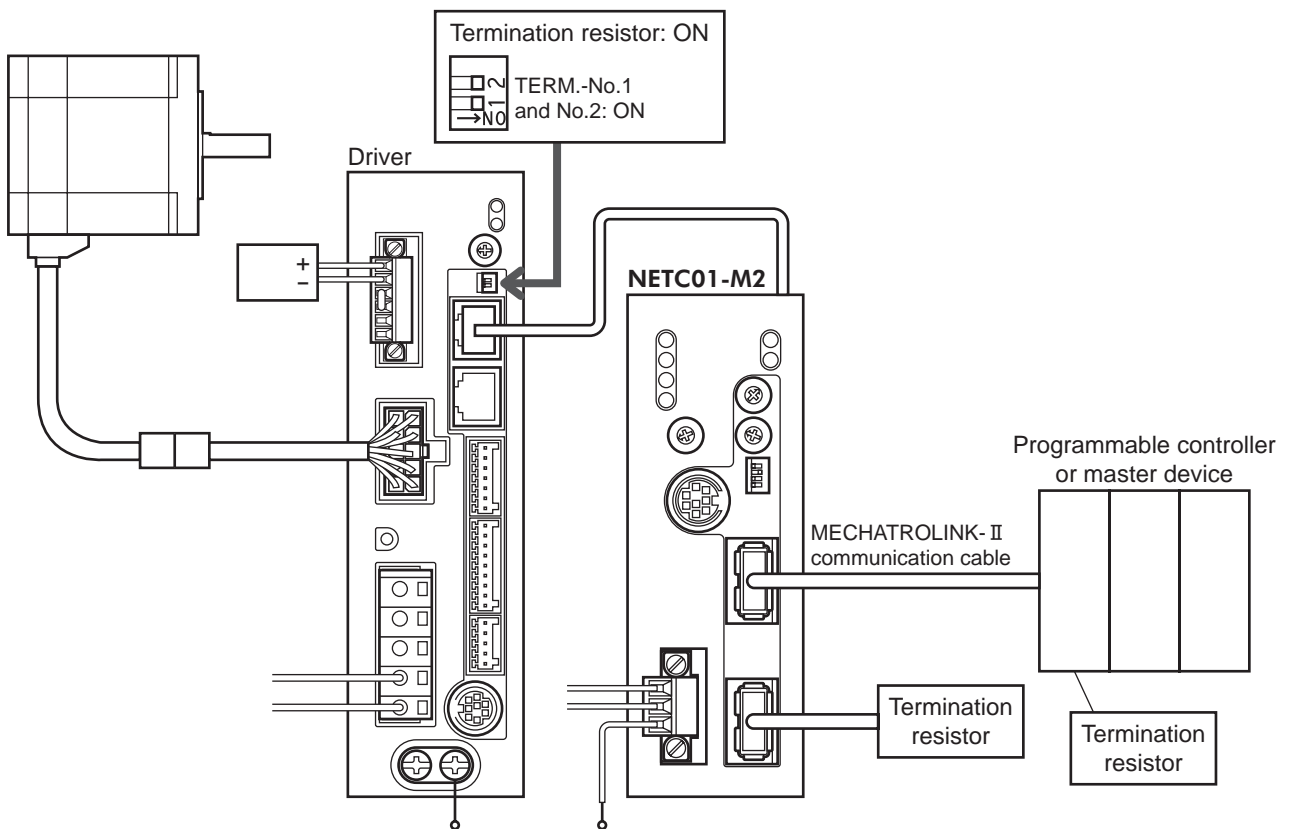 Termination resistor: ON
2
1
→NO
TERM.-No.1
and No.2: ON
Driver
+
−
NETC01-M2
Programmable controller
or master device
MECHATROLINK-Ⅱ
communication cable
Termination
resistor
Termination
resistor